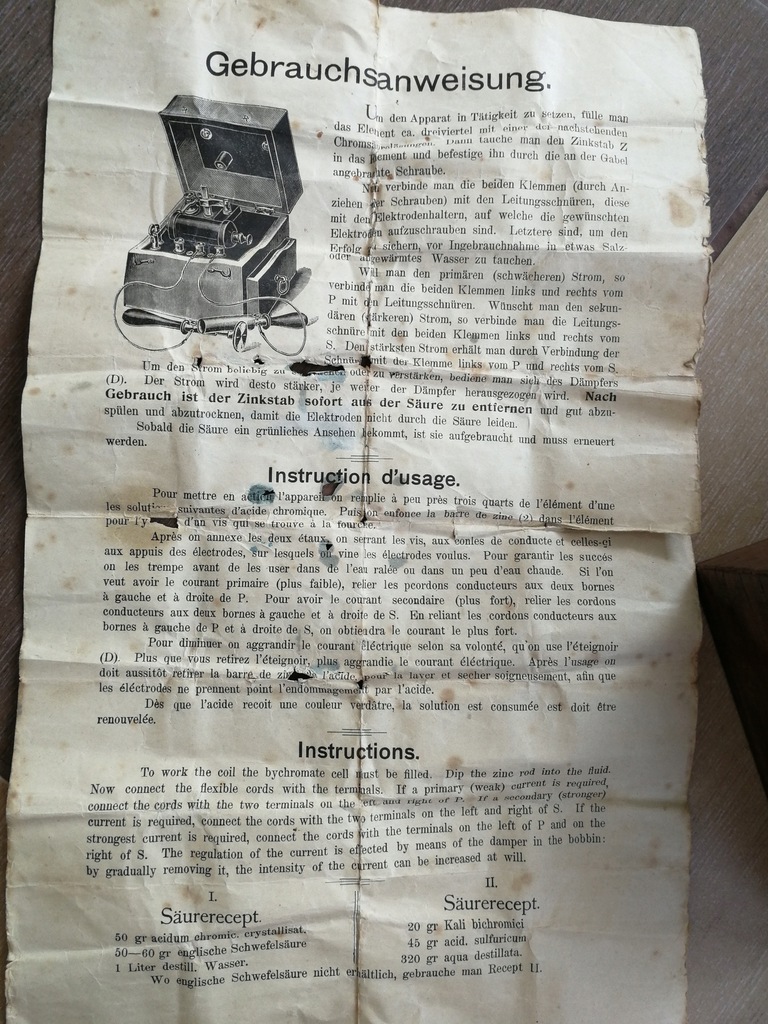 Gebrauchsanweisung.
Um den Apparat in Tätigkeit zu setzen, fülle man
das Element ca. dreiviertel mit einer der nachstehenden
Dann tauche man den Zinkstab Z
in das und befestige ihn durch die an der Gabel
angebrachte Schraube.
Nun verbinde man die beiden Klemmen (durch An-
ziehen der Schrauben) mit den Leitungsschnüren, diese
mit den Elektrodenhaltern, auf welche die gewünschten
Elektroden aufzuschrauben sind. Letztere sind, um den
Erfolg sichern, vor Ingebrauchnahme in etwas Salz-
oder angewärmtes Wasser zu tauchen.
Will man den primären (schwächeren) Strom, so
verbinde man die beiden Klemmen links und rechts vom
P mit den Leitungsschnüren. Wünscht man den sekun-
dären (stärkeren) Strom, so verbinde man die Leitungs-
schnüre mit den beiden Klemmen links und rechts vom
S. Den stärksten Strom erhält man durch Verbindung der
mit der Klemme links vom P und rechts vom S.
Um den Strom beliebig zu oder zu verstärken, bediene man sich des Dämpfers
(D). Der Strom wird desto stärker, je weiter der Dämpfer herausgezogen wird. Nach
Gebrauch ist der Zinkstab sofort aus der Säure zu entfernen und gut abzu-
spülen und abzutrocknen, damit die Elektroden nicht durch die Säure leiden.
Sobald die Säure ein grünliches Ansehen bekommt, ist sie aufgebraucht und muss erneuert
werden.
Instruction d'usage.
Pour mettre en action l'appareil on remplie à peu près trois quarts de l'élément d'une
les suivantes d'acide chromique. Puis on enfonce la barre de zinc (2) dans l'élément
pour l'y d'un vis qui se trouve à la fourche.
Après on annexe les deux étaux, on serrant les vis, aux contes de conducte et celles-çi
aux appuis des électrodes, sur lesquels on vine les électrodes voulus. Pour garantir les succés
on les trempe avant de les user dans de l'eau ralée ou dans un peu d'eau chaude. Si l'on
veut avoir le courant primaire (plus faible), relier les pcordons conducteurs aux deux bornes
à gauche et à droite de P. Pour avoir le courant secondaire (plus fort), relier les cordons
conducteurs aux deux bornes à gauche et à droite de S. En reliant les cordons conducteurs aux
bornes à gauche de P et à droite de S, on obtiendra le courant le plus fort.
Pour diminuer on aggrandir le courant électrique selon sa volonté, qu'on use l'éteignoir
(D). Plus que vous retirez l'éteignoir, plus aggrandie le courant électrique. Après l'usage on
doit aussitôt retirer la barre de l'acide, pour la laver et secher soigneusement, afin que
les éléctrodes ne prennent point l'endommagement par l'acide.
Dès que l'acide recoit une couleur verdâtre, la solution est consumée est doit être
renouvelée.
Instructions.
To work the coil the bychromate cell must be filled. Dip the zinc rod into the fluid.
Now connect the flexible cords with the terminals. If a primary (weak) current is required,
connect the cords with the two terminals on the left and right of P. If a secondary (stronger)
current is required, connect the cords with the two terminals on the left and right of S. If the
strongest current is required, connect the cords with the terminals on the left of P and on the
right of S. The regulation of the current is effected by means of the damper in the bobbin:
by gradually removing it, the intensity of the current can be increased at will.
I.
Säurerecept.
50 gr acidum chromic. crystallisat.
50—60 gr englische Schwefelsäure
1 Liter destill. Wasser.
II.
Säurerecept.
20 gr Kali bichromici
45 gr acid. sulfuricum
320 gr aqua destillata.
Wo englische Schwefelsäure nicht erhältlich, gebrauche man Recept II.